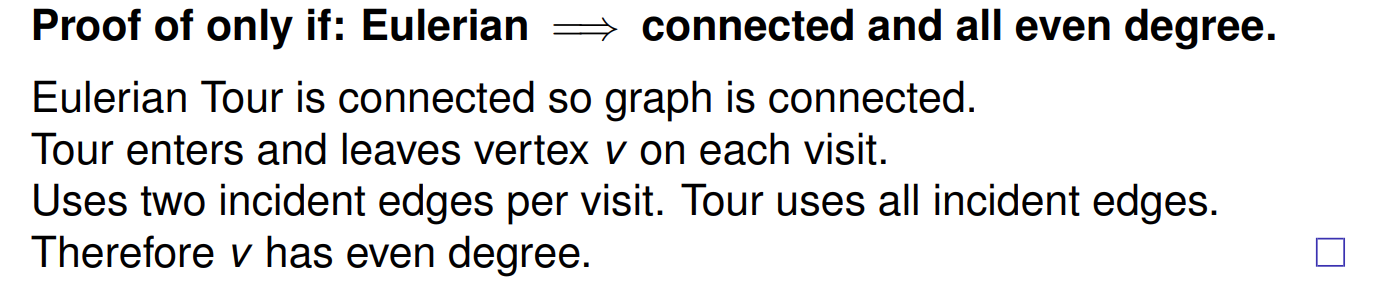 Proof of only if: Eulerian ⟹ connected and all even degree.
Eulerian Tour is connected so graph is connected.
Tour enters and leaves vertex v on each visit.
Uses two incident edges per visit. Tour uses all incident edges.
Therefore v has even degree. □